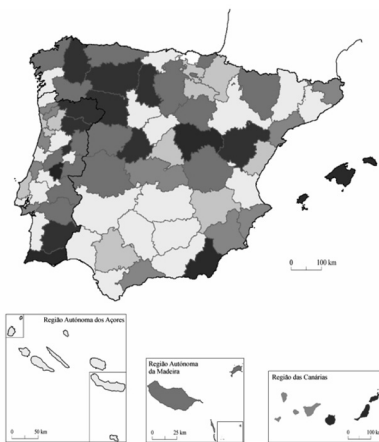 0 100 km
Região Autónoma dos Açores
0 50 km
Região Autónoma
da Madeira
0 25 km
Região das Canárias
0 100 km